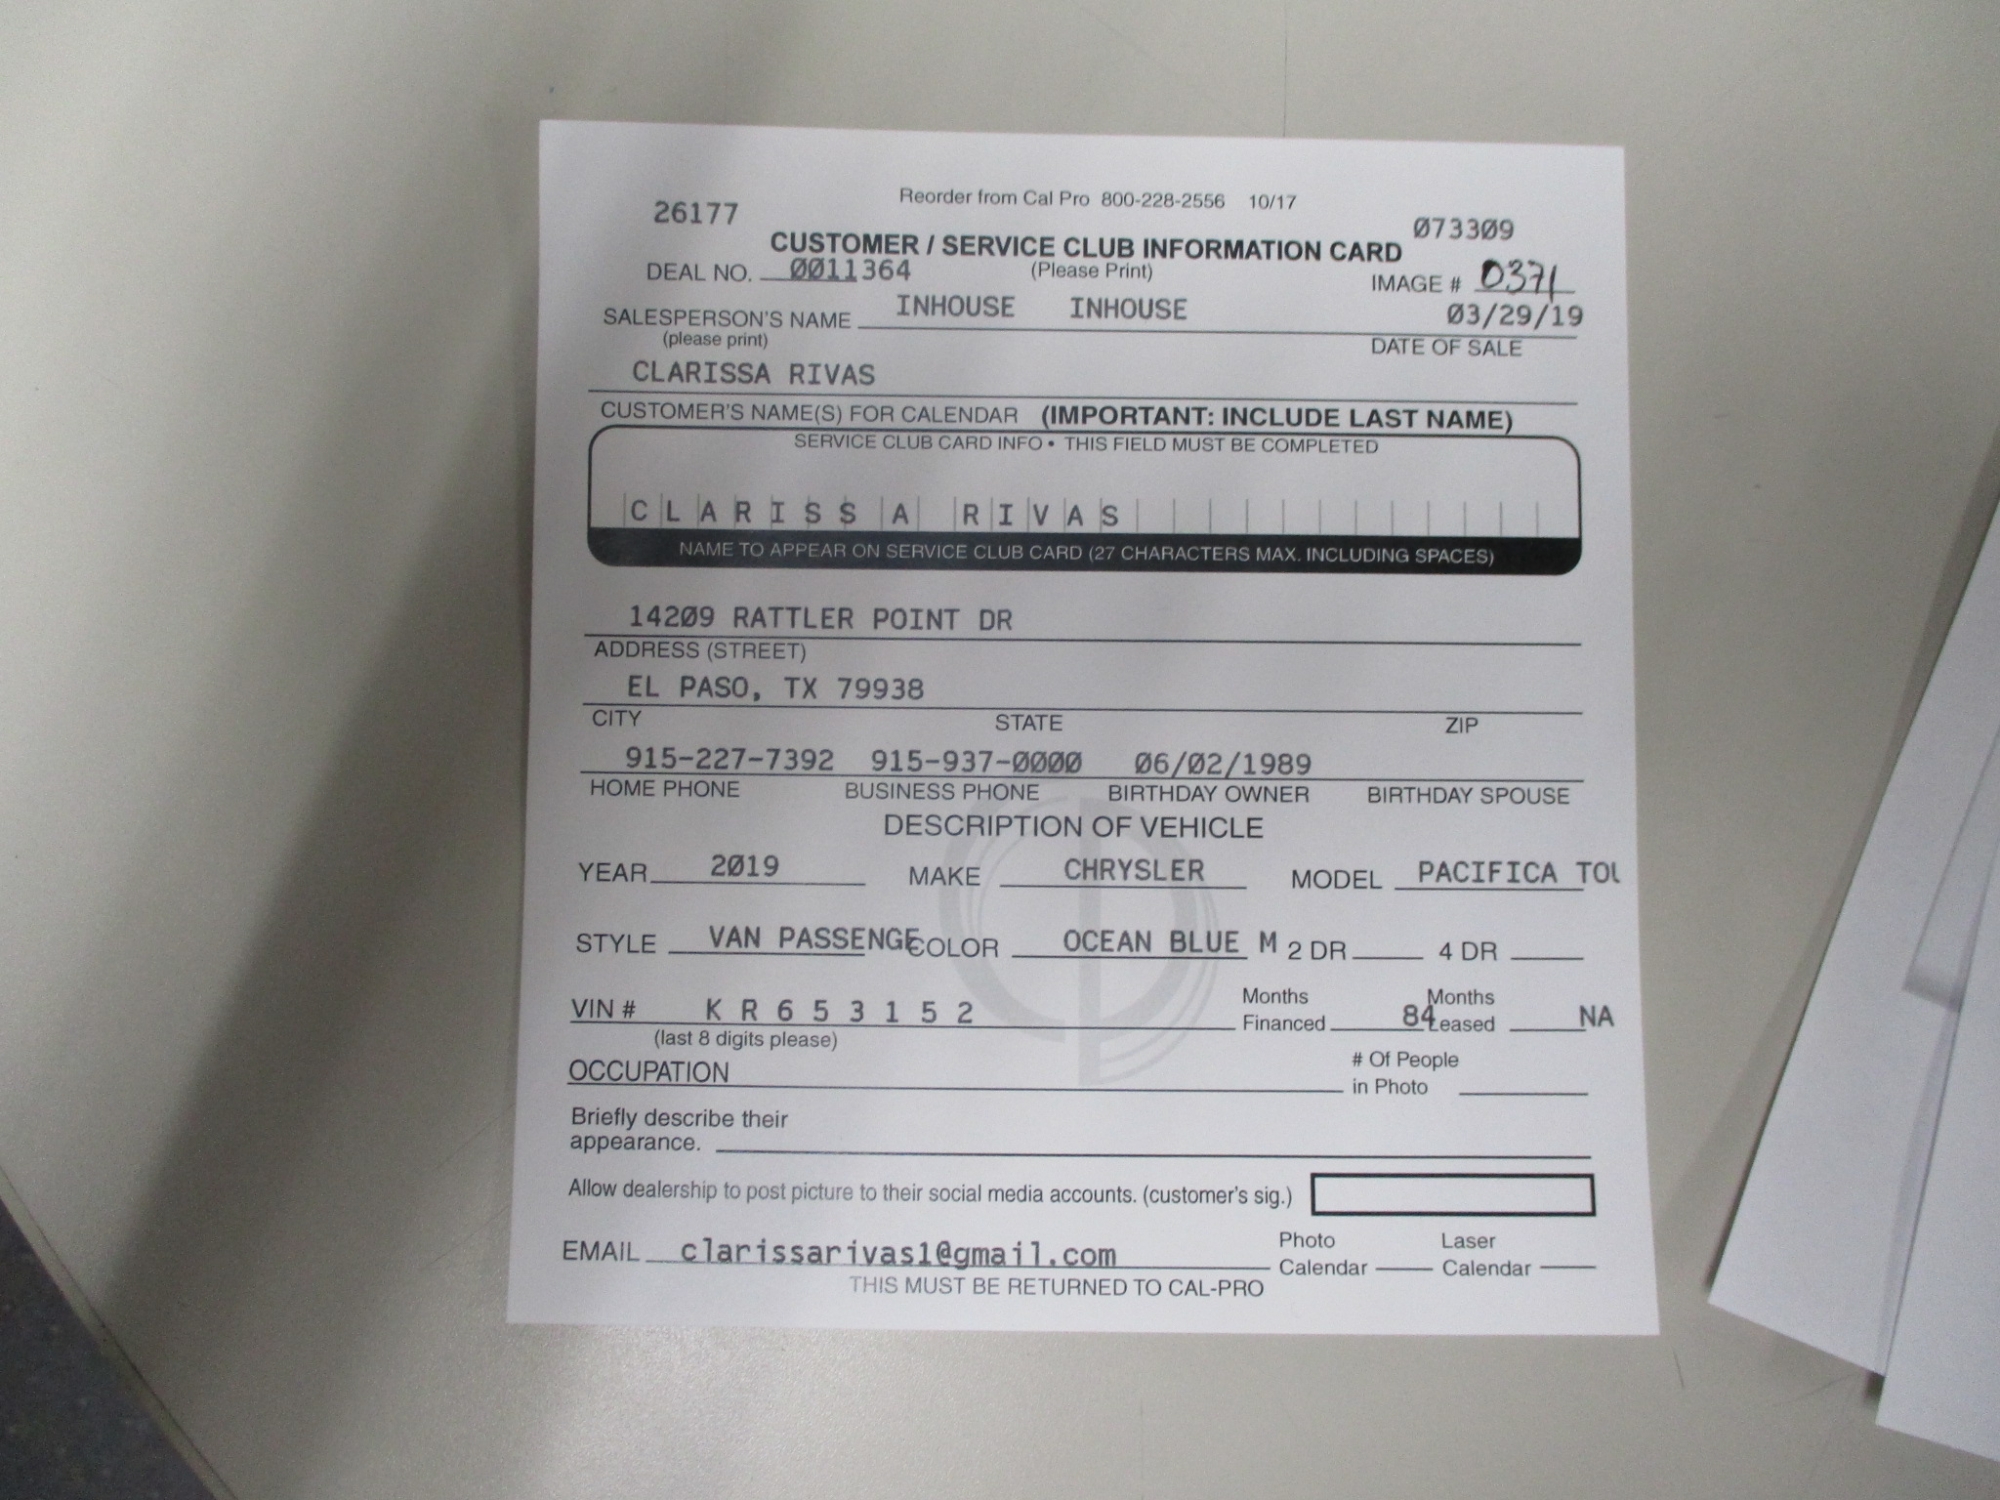 Reorder from Cal Pro 800-228-2556 10/17
26177 073309
CUSTOMER / SERVICE CLUB INFORMATION CARD
DEAL NO. 0011364 (Please Print) IMAGE # 0371
SALESPERSON'S NAME INHOUSE INHOUSE 03/29/19
(please print) DATE OF SALE
CLARISSA RIVAS
CUSTOMER'S NAME(S) FOR CALENDAR (IMPORTANT: INCLUDE LAST NAME)
SERVICE CLUB CARD INFO • THIS FIELD MUST BE COMPLETED
CLARISSA RIVAS
NAME TO APPEAR ON SERVICE CLUB CARD (27 CHARACTERS MAX. INCLUDING SPACES)
14209 RATTLER POINT DR
ADDRESS (STREET)
EL PASO, TX 79938
CITY STATE ZIP
915-227-7392 915-937-0000 06/02/1989
HOME PHONE BUSINESS PHONE BIRTHDAY OWNER BIRTHDAY SPOUSE
DESCRIPTION OF VEHICLE
YEAR 2019 MAKE CHRYSLER MODEL PACIFICA TOU
STYLE VAN PASSENGE COLOR OCEAN BLUE M 2 DR 4 DR
VIN # K R 6 5 3 1 5 2 Months Financed 84 Months Leased NA
(last 8 digits please)
OCCUPATION # Of People in Photo
Briefly describe their
appearance.
Allow dealership to post picture to their social media accounts. (customer's sig.)
EMAIL clarissarivas1@gmail.com Photo Calendar Laser Calendar
THIS MUST BE RETURNED TO CAL-PRO